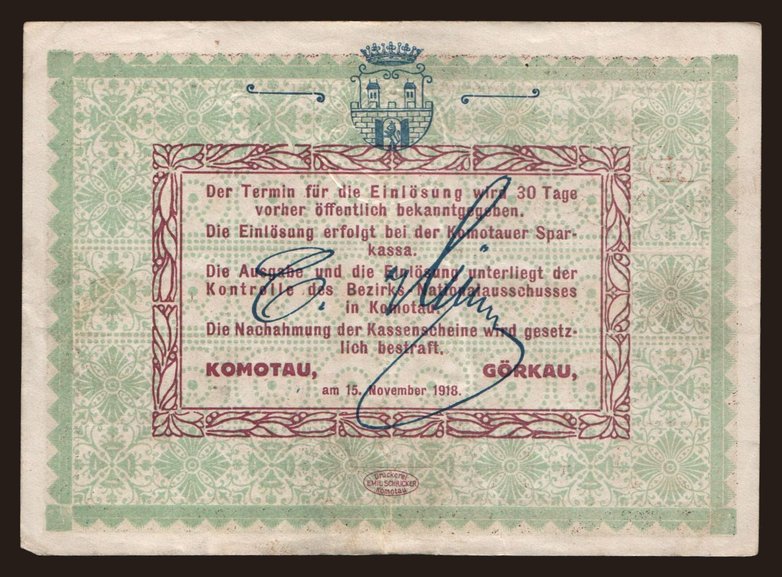 Der Termin für die Einlösung wird 30 Tage
vorher öffentlich bekanntgegeben.
Die Einlösung erfolgt bei der Komotauer Spar-
kassa.
Die Ausgabe und die Einlösung unterliegt der
Kontrolle des Bezirks Nationalausschusses
in Komotau.
Die Nachahmung der Kassenscheine wird gesetz-
lich bestraft.
KOMOTAU, GÖRKAU,
am 15. November 1918.
Druckerei
EMIL SCHUCKER
Komotau